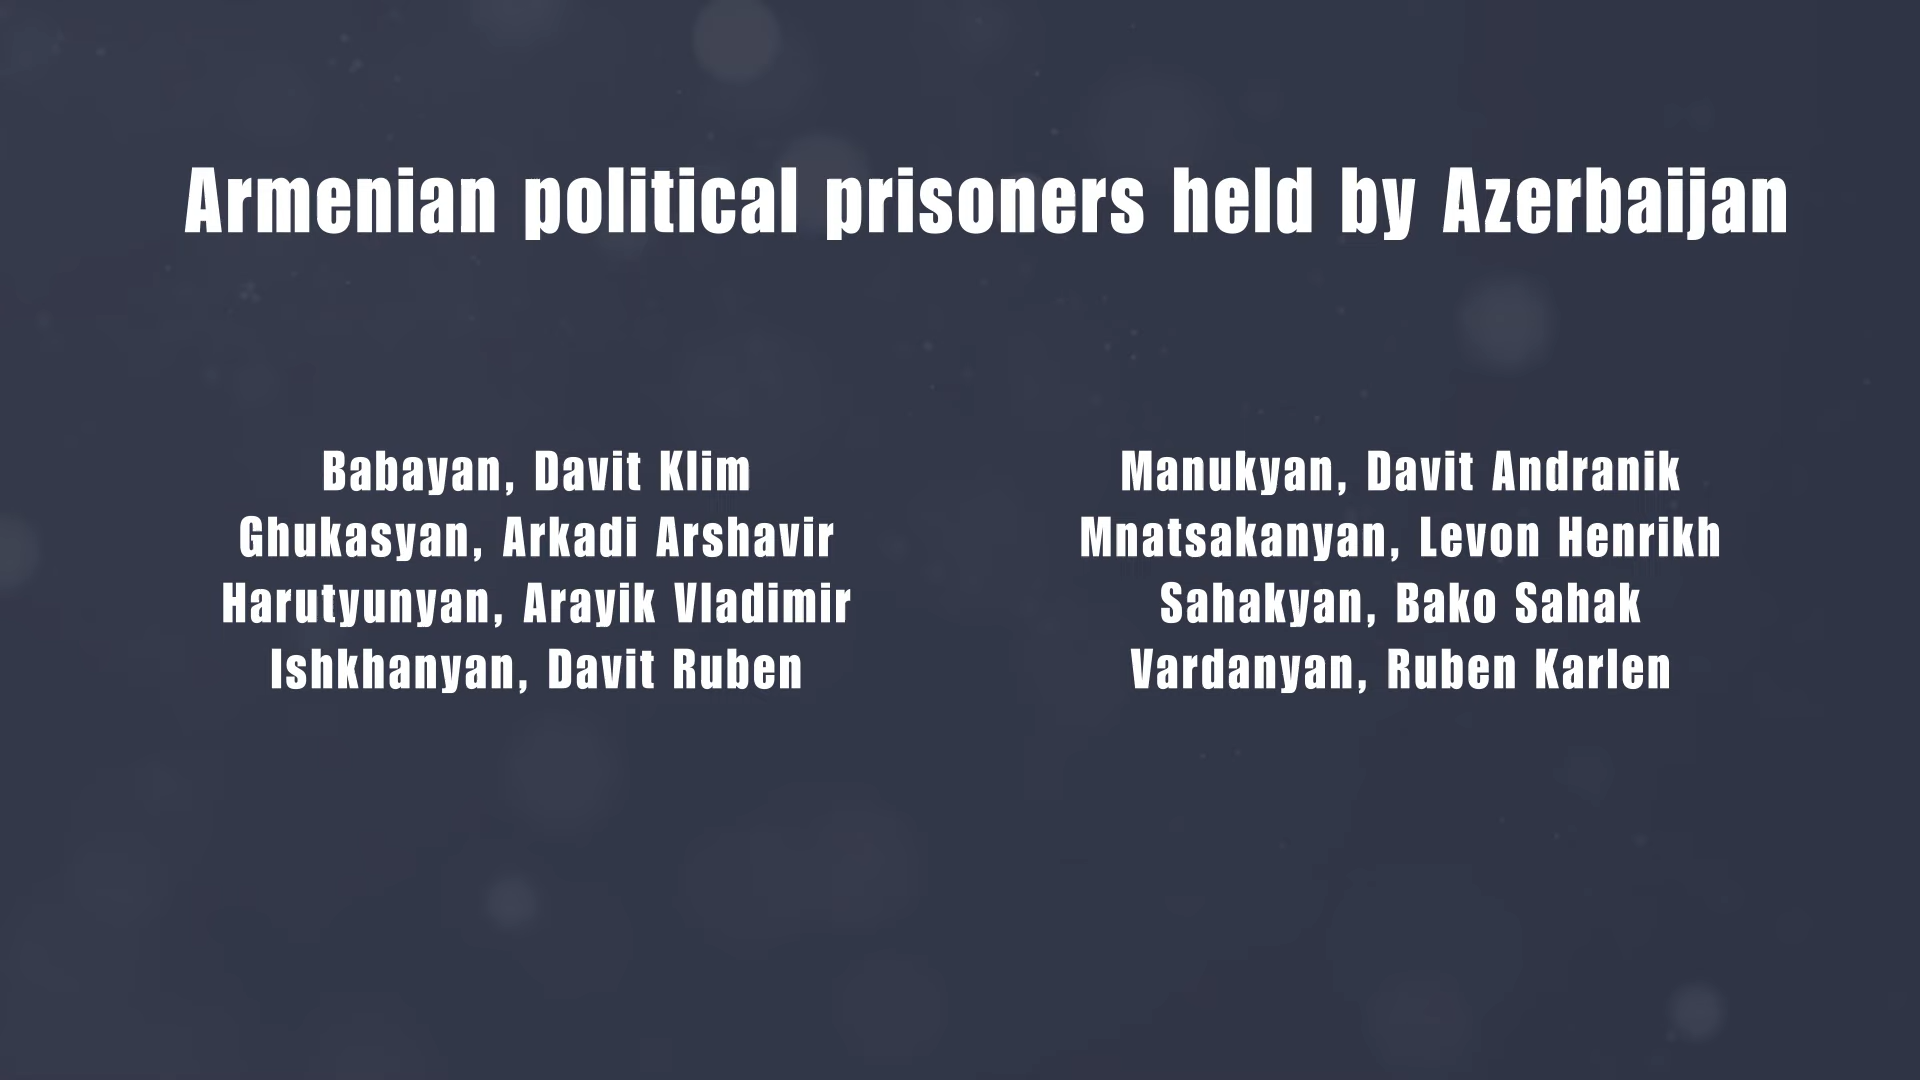 Armenian political prisoners held by Azerbaijan
Babayan, Davit Klim
Ghukasyan, Arkadi Arshavir
Harutyunyan, Arayik Vladimir
Ishkhanyan, Davit Ruben
Manukyan, Davit Andranik
Mnatsakanyan, Levon Henrikh
Sahakyan, Bako Sahak
Vardanyan, Ruben Karlen